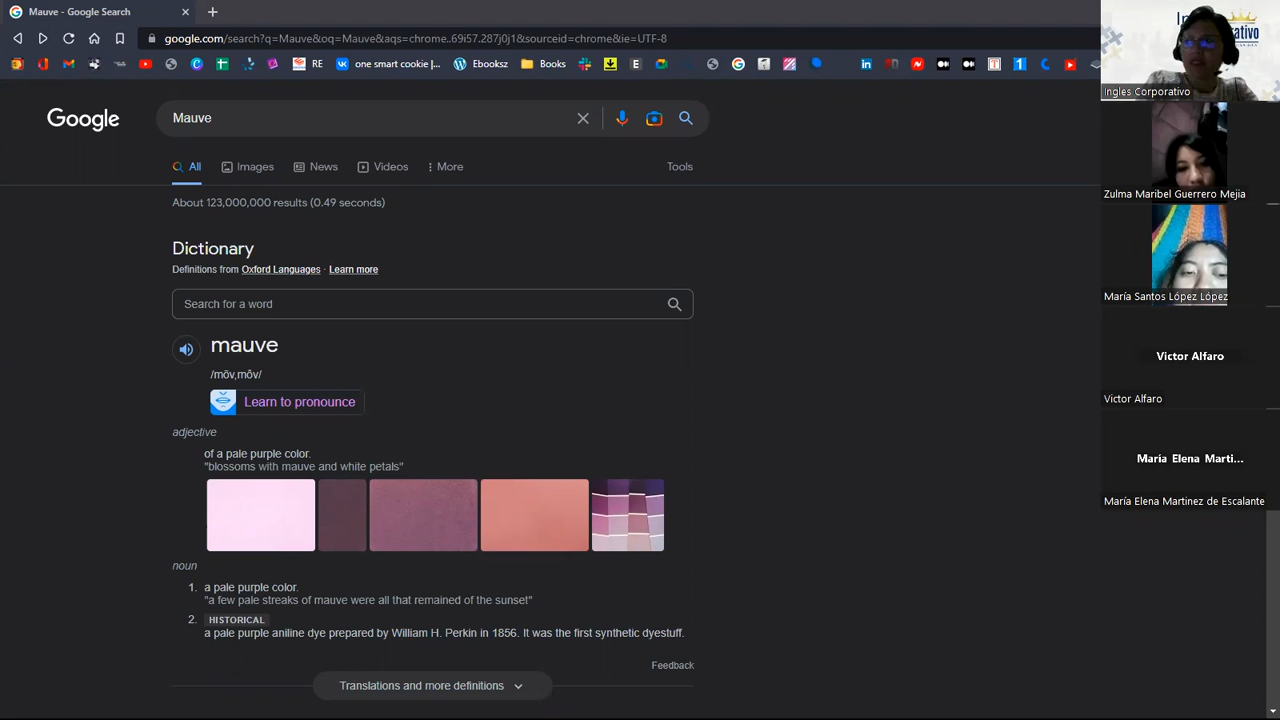 Mauve - Google Search
google.com/search?q=Mauve&oq=Mauve&aqs=chrome..69i57.287j0j1&sourceid=chrome&ie=UTF-8
RE
one smart cookie |...
Ebooksz
Books
Google
Mauve
All
Images
News
Videos
More
Tools
About 123,000,000 results (0.49 seconds)
Dictionary
Definitions from Oxford Languages · Learn more
Search for a word
mauve
/mōv,môv/
Learn to pronounce
adjective
of a pale purple color.
"blossoms with mauve and white petals"
noun
1. a pale purple color.
"a few pale streaks of mauve were all that remained of the sunset"
2. HISTORICAL
a pale purple aniline dye prepared by William H. Perkin in 1856. It was the first synthetic dyestuff.
Feedback
Translations and more definitions
Ingles Corporativo
Zulma Maribel Guerrero Mejia
María Santos López López
Victor Alfaro
Victor Alfaro
María Elena Marti...
María Elena Martinez de Escalante